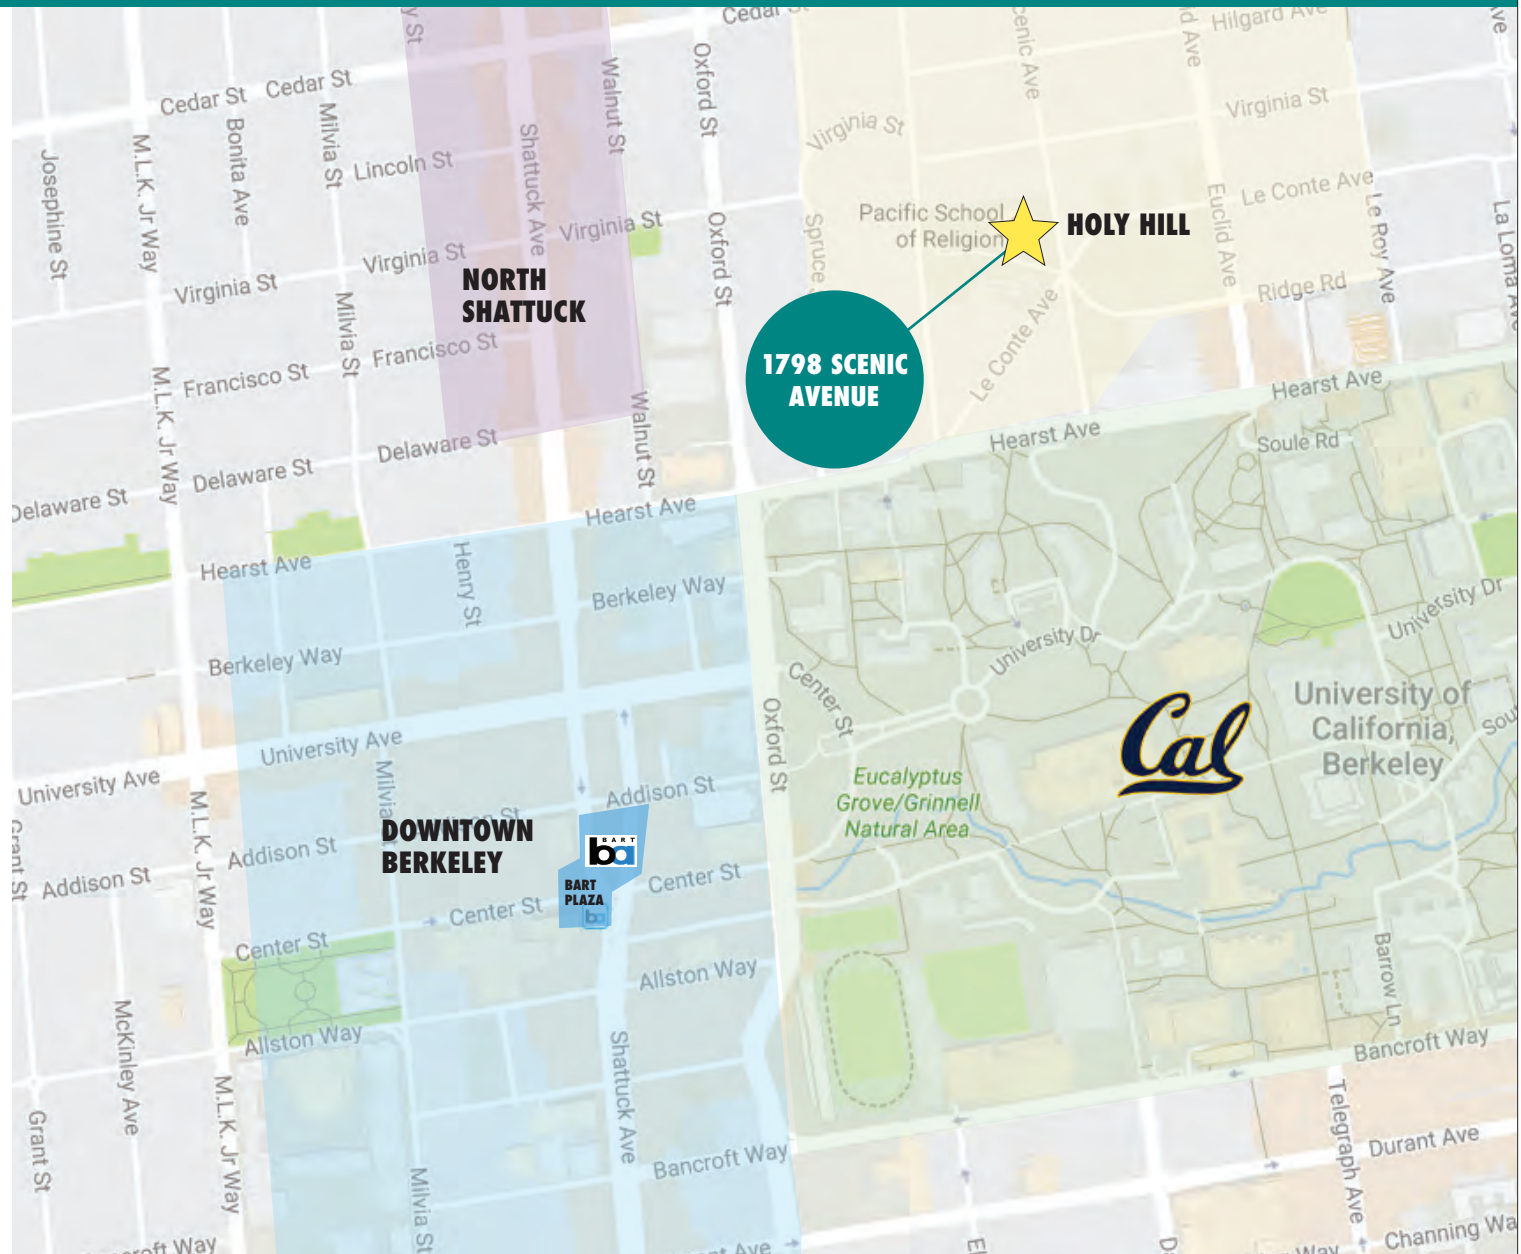 Cedar St
Hilgard Ave
Cedar St
Cedar St
Virginia St
Virginia St
Milvia St
Bonita Ave
Josephine St
M.L.K. Jr Way
Lincoln St
Shattuck Ave
Walnut St
Oxford St
Le Conte Ave
Euclid Ave
Le Roy Ave
Pacific School
of Religion
HOLY HILL
Virginia St
Oxford St
Virginia St
Virginia St
NORTH
SHATTUCK
Ridge Rd
Le Conte Ave
1798 SCENIC
AVENUE
Milvia St
Francisco St
Francisco St
M.L.K. Jr Way
Hearst Ave
Hearst Ave
Soule Rd
Walnut St
Delaware St
Delaware St
Delaware St
Hearst Ave
Hearst Ave
Henry St
Berkeley Way
Berkeley Way
University Dr
University Dr
Center St
Oxford St
University of
California,
Berkeley
Cal
University Ave
University Ave
Eucalyptus
Grove/Grinnell
Natural Area
Addison St
DOWNTOWN
BERKELEY
BART
ba
BART
PLAZA
ba
Addison St
Addison St
M.L.K. Jr Way
Grant St
Center St
Center St
Center St
Allston Way
Allston Way
Barrow Ln
Bancroft Way
McKinley Ave
Shattuck Ave
M.L.K. Jr Way
Grant St
Milvia St
Bancroft Way
Telegraph Ave
Durant Ave
Channing Wa